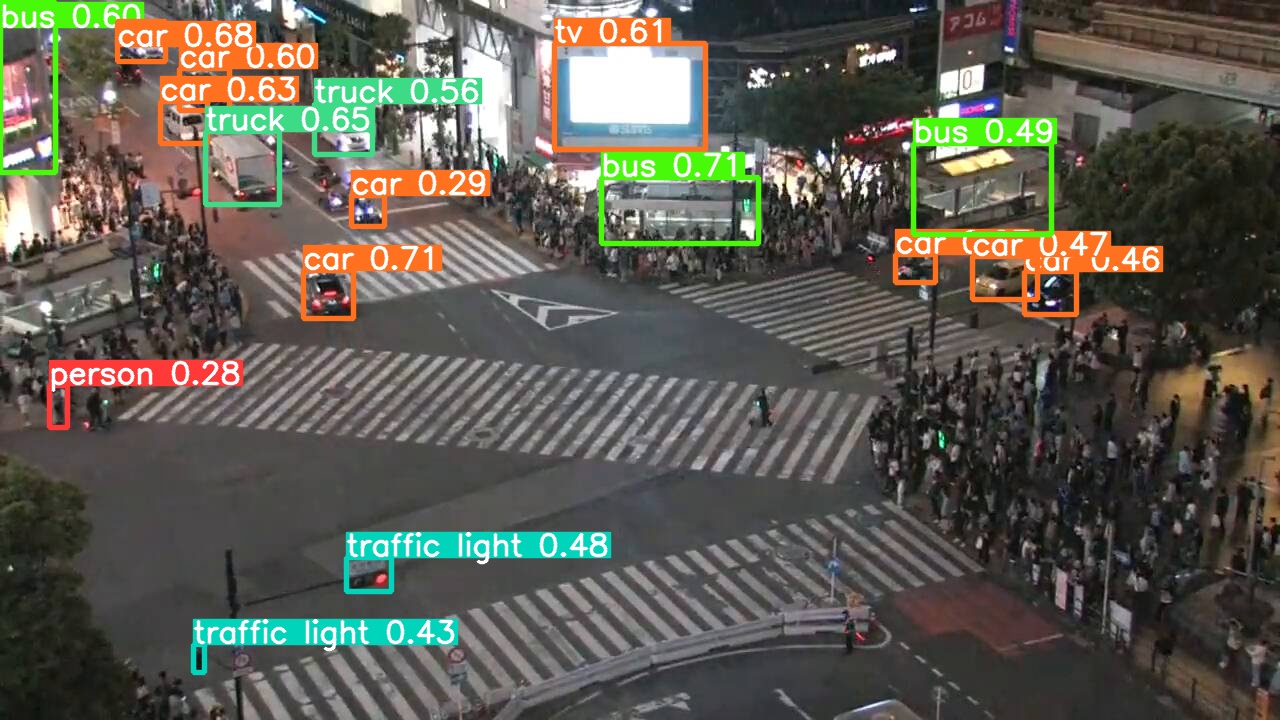 bus 0.60
car 0.68
car 0.60
tv 0.61
アコム
car 0.63
truck 0.56
truck 0.65
bus 0.49
bus 0.71
car 0.29
car 0.71
car
car 0.47
car 0.46
person 0.28
traffic light 0.48
traffic light 0.43